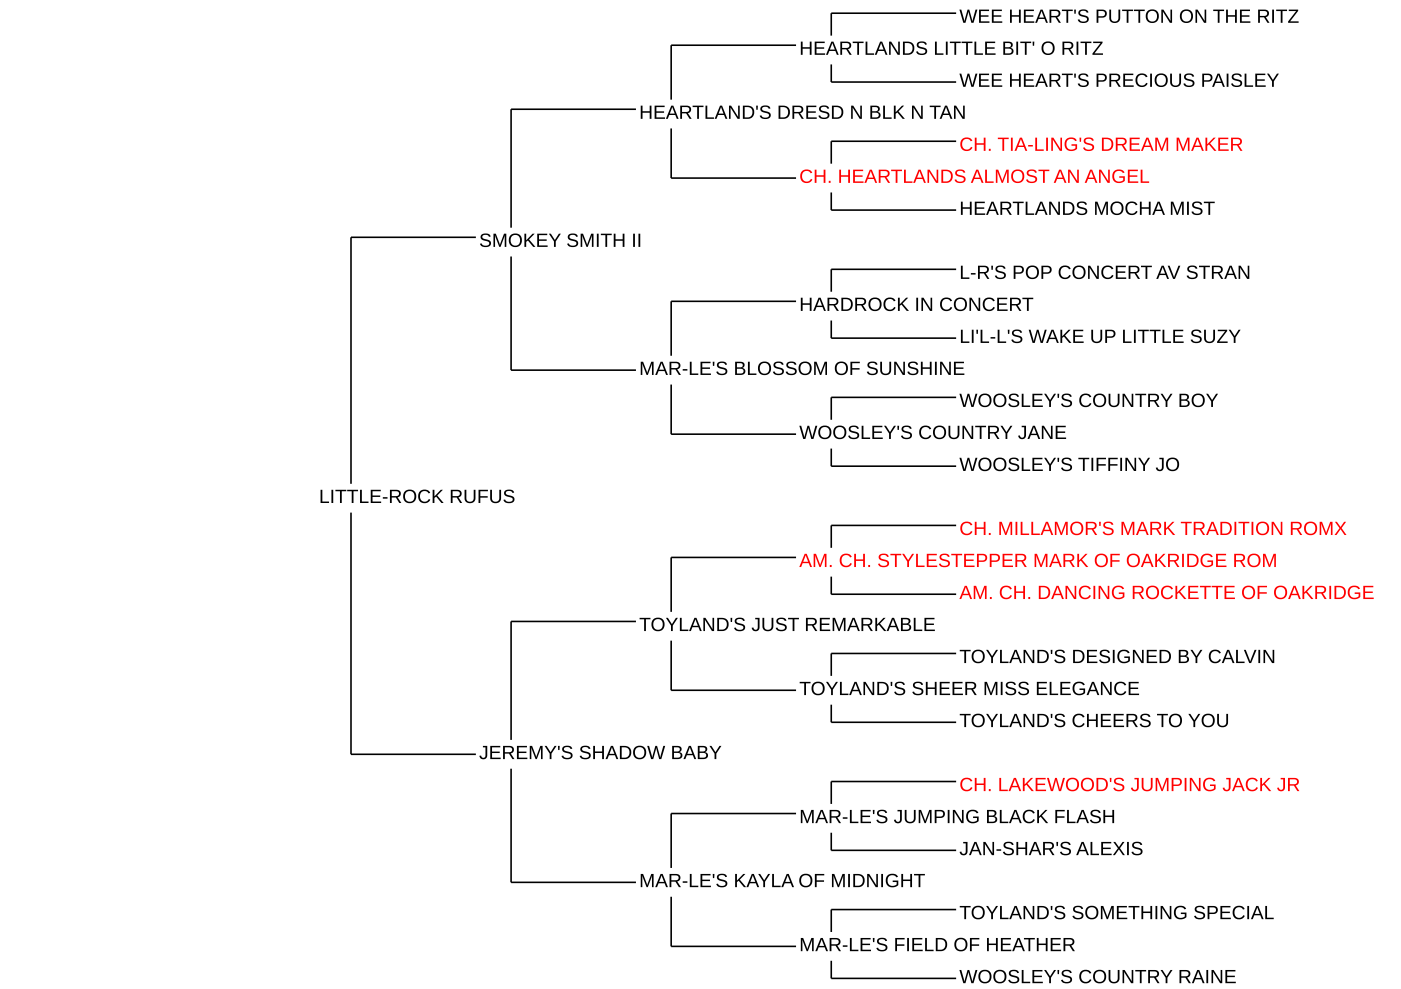 WEE HEART'S PUTTON ON THE RITZ
HEARTLANDS LITTLE BIT' O RITZ
WEE HEART'S PRECIOUS PAISLEY
HEARTLAND'S DRESD N BLK N TAN
CH. TIA-LING'S DREAM MAKER
CH. HEARTLANDS ALMOST AN ANGEL
HEARTLANDS MOCHA MIST
SMOKEY SMITH II
L-R'S POP CONCERT AV STRAN
HARDROCK IN CONCERT
LI'L-L'S WAKE UP LITTLE SUZY
MAR-LE'S BLOSSOM OF SUNSHINE
WOOSLEY'S COUNTRY BOY
WOOSLEY'S COUNTRY JANE
WOOSLEY'S TIFFINY JO
LITTLE-ROCK RUFUS
CH. MILLAMOR'S MARK TRADITION ROMX
AM. CH. STYLESTEPPER MARK OF OAKRIDGE ROM
AM. CH. DANCING ROCKETTE OF OAKRIDGE
TOYLAND'S JUST REMARKABLE
TOYLAND'S DESIGNED BY CALVIN
TOYLAND'S SHEER MISS ELEGANCE
TOYLAND'S CHEERS TO YOU
JEREMY'S SHADOW BABY
CH. LAKEWOOD'S JUMPING JACK JR
MAR-LE'S JUMPING BLACK FLASH
JAN-SHAR'S ALEXIS
MAR-LE'S KAYLA OF MIDNIGHT
TOYLAND'S SOMETHING SPECIAL
MAR-LE'S FIELD OF HEATHER
WOOSLEY'S COUNTRY RAINE